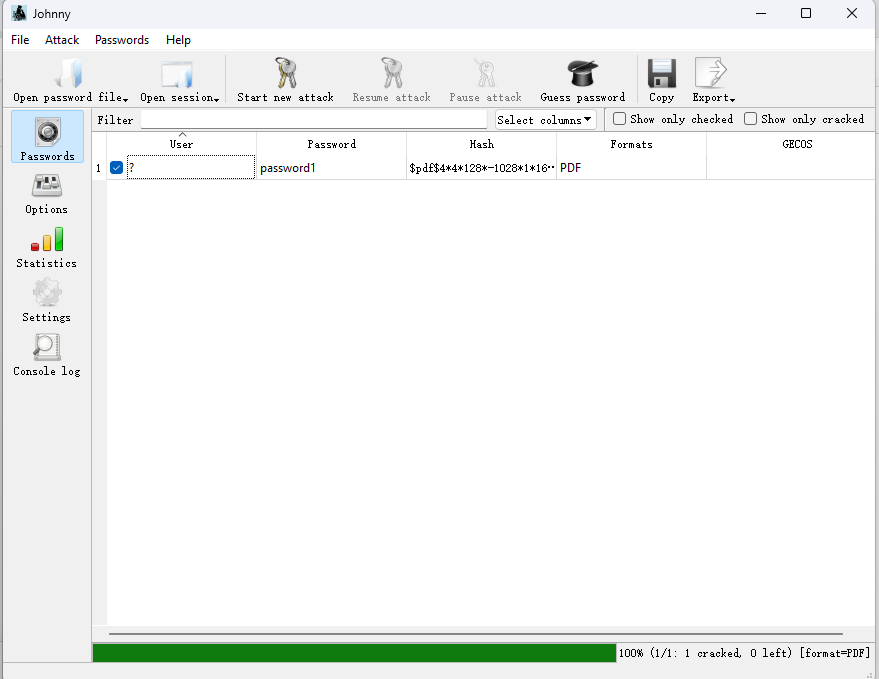 Johnny
File Attack Passwords Help
Open password file Open session Start new attack Resume attack Pause attack Guess password Copy Export
Passwords
Options
Statistics
Settings
Console log
Filter Select columns Show only checked Show only cracked
User Password Hash Formats GECOS
1 ? password1 $pdf$4*4*128*-1028*1*16·· PDF
100% (1/1: 1 cracked, 0 left) [format=PDF]